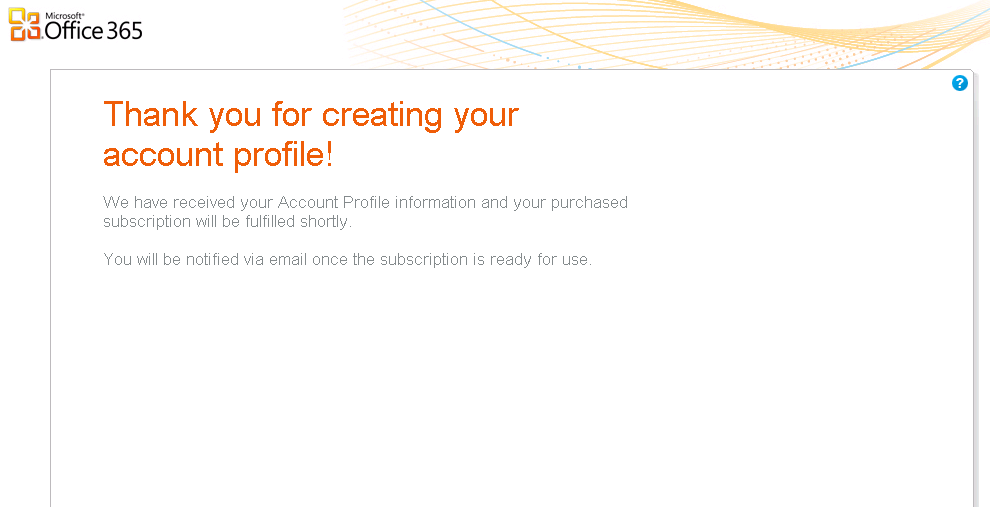 Microsoft®
Office 365
?
Thank you for creating your
account profile!
We have received your Account Profile information and your purchased
subscription will be fulfilled shortly.
You will be notified via email once the subscription is ready for use.